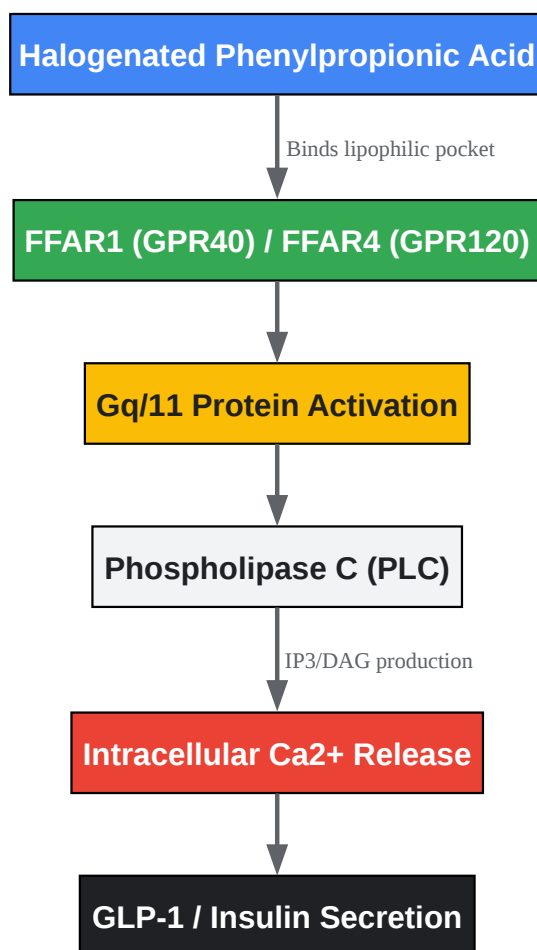 Halogenated Phenylpropionic Acid
Binds lipophilic pocket
FFAR1 (GPR40) / FFAR4 (GPR120)
Gq/11 Protein Activation
Phospholipase C (PLC)
IP3/DAG production
Intracellular Ca2+ Release
GLP-1 / Insulin Secretion